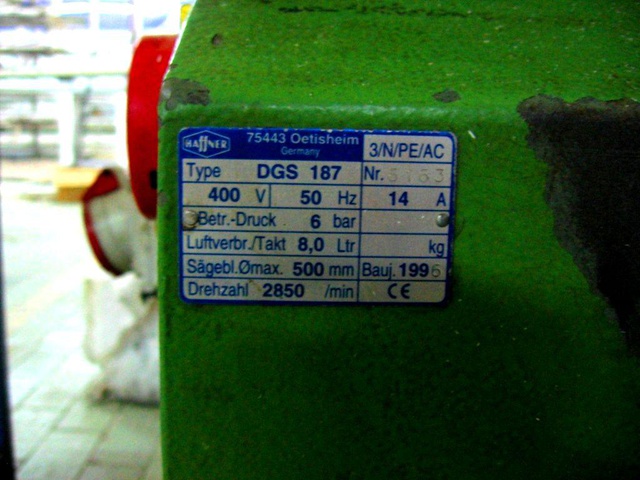 HAFFNER
75443 Oetisheim
Germany
3/N/PE/AC
Type DGS 187 Nr.
400 V 50 Hz 14 A
Betr.-Druck 6 bar
Luftverbr./Takt 8,0 Ltr kg
Sägebl.Ømax. 500 mm Bauj. 1996
Drehzahl 2850 /min CE